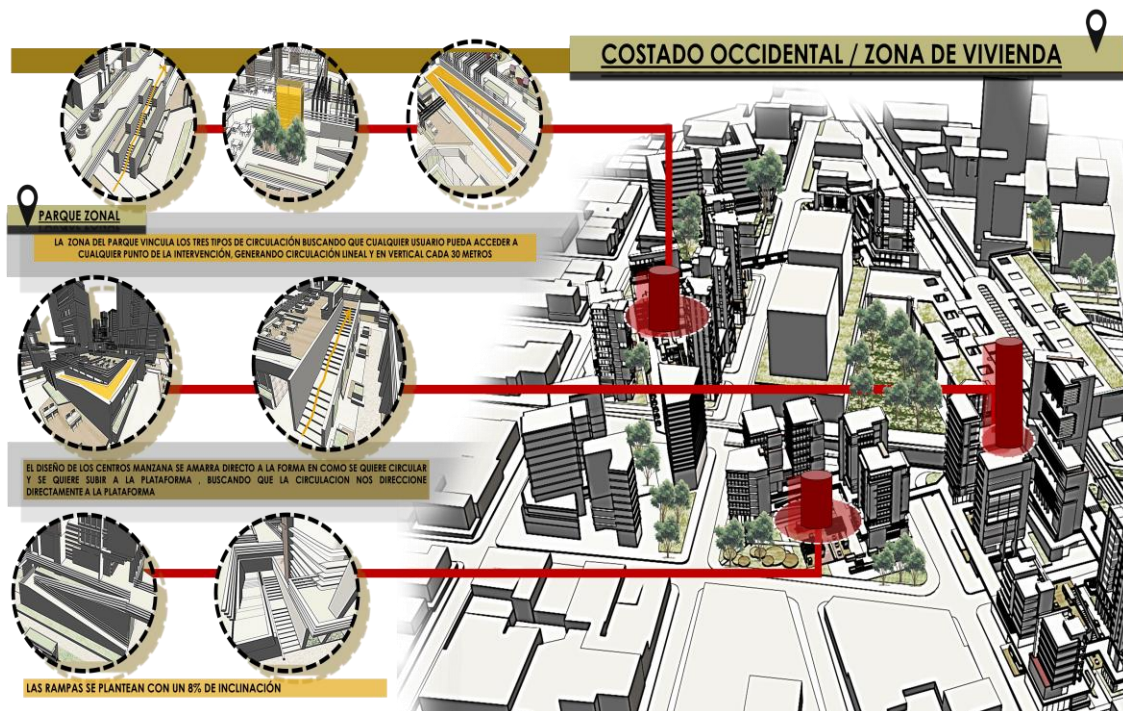 COSTADO OCCIDENTAL / ZONA DE VIVIENDA
PARQUE ZONAL
LA ZONA DEL PARQUE VINCULA LOS TRES TIPOS DE CIRCULACIÓN BUSCANDO QUE CUALQUIER USUARIO PUEDA ACCEDER A
CUALQUIER PUNTO DE LA INTERVENCIÓN, GENERANDO CIRCULACIÓN LINEAL Y EN VERTICAL CADA 30 METROS
EL DISEÑO DE LOS CENTROS MANZANA SE AMARRA DIRECTO A LA FORMA EN COMO SE QUIERE CIRCULAR
Y SE QUIERE SUBIR A LA PLATAFORMA , BUSCANDO QUE LA CIRCULACION NOS DIRECCIONE
DIRECTAMENTE A LA PLATAFORMA
LAS RAMPAS SE PLANTEAN CON UN 8% DE INCLINACIÓN